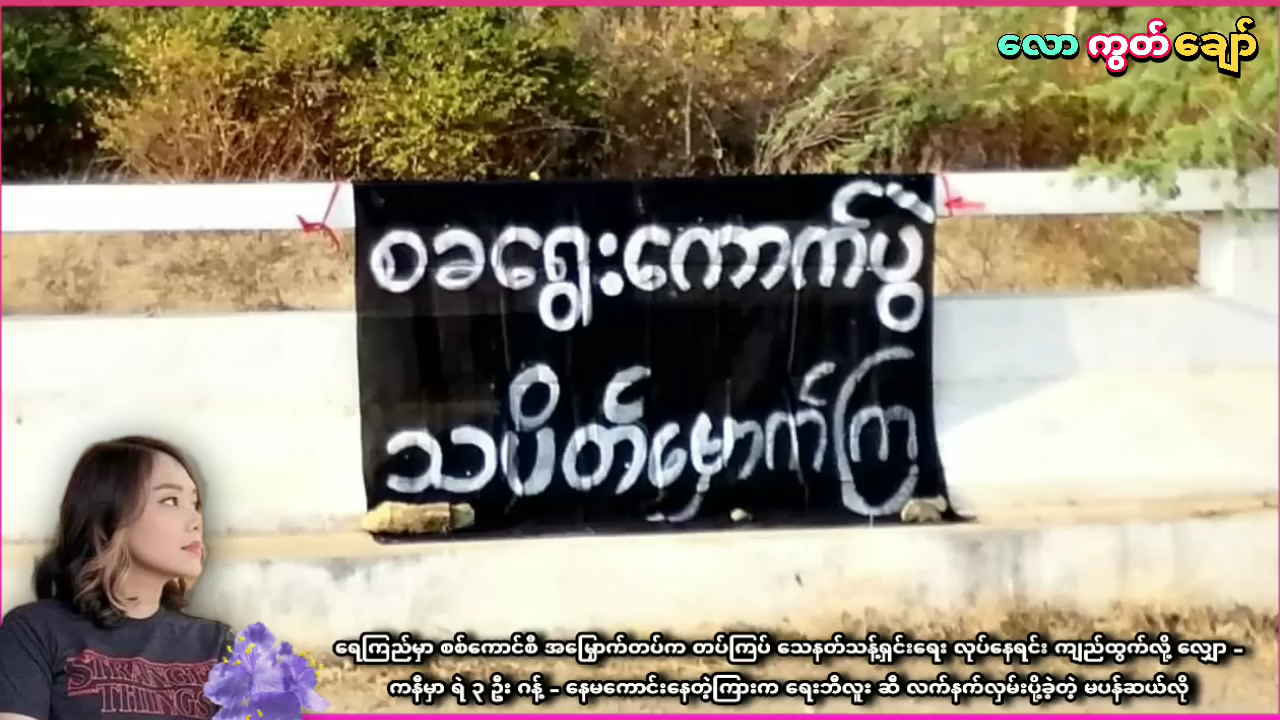 လော ကွတ် ချော်
စခရွေးကောက်ပွဲ
သပိတ်မှောက်ကြ
STRANGER
THINGS
ရေကြည်မှာ စစ်ကောင်စီ အမြှောက်တပ်က တပ်ကြပ် သေနတ်သန့်ရှင်းရေး လုပ်နေရင်း ကျည်ထွက်လို့ လျှော –
ကနီမှာ ရဲ ၃ ဦး ဂန့် – နေမကောင်းနေတဲ့ကြားက ရေးဘီလူး ဆီ လက်နက်လှမ်းပို့ခဲ့တဲ့ မပန်ဆယ်လို